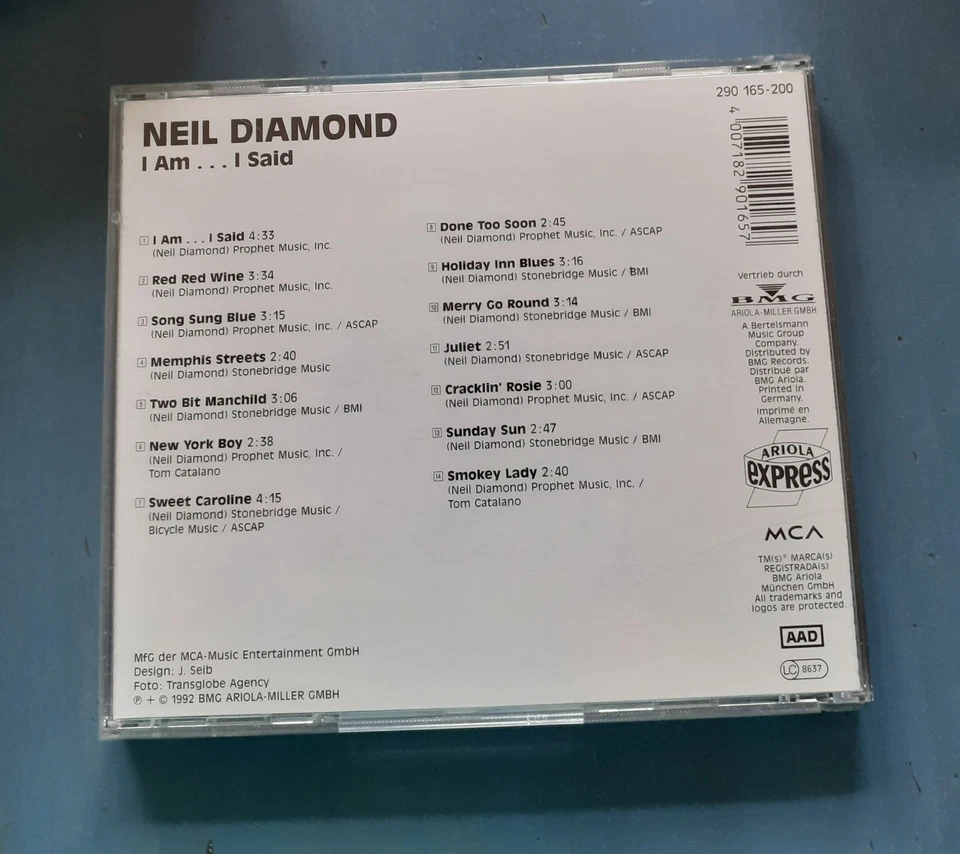 NEIL DIAMOND
I Am . . . I Said
1 I Am . . . I Said 4:33
(Neil Diamond) Prophet Music, Inc.
2 Red Red Wine 3:34
(Neil Diamond) Prophet Music, Inc.
3 Song Sung Blue 3:15
(Neil Diamond) Prophet Music, Inc. / ASCAP
4 Memphis Streets 2:40
(Neil Diamond) Stonebridge Music
5 Two Bit Manchild 3:06
(Neil Diamond) Stonebridge Music / BMI
6 New York Boy 2:38
(Neil Diamond) Prophet Music, Inc. /
Tom Catalano
7 Sweet Caroline 4:15
(Neil Diamond) Stonebridge Music /
Bicycle Music / ASCAP
8 Done Too Soon 2:45
(Neil Diamond) Prophet Music, Inc. / ASCAP
9 Holiday Inn Blues 3:16
(Neil Diamond) Stonebridge Music / BMI
10 Merry Go Round 3:14
(Neil Diamond) Stonebridge Music / BMI
11 Juliet 2:51
(Neil Diamond) Stonebridge Music / ASCAP
12 Cracklin' Rosie 3:00
(Neil Diamond) Prophet Music, Inc. / ASCAP
13 Sunday Sun 2:47
(Neil Diamond) Stonebridge Music / BMI
14 Smokey Lady 2:40
(Neil Diamond) Prophet Music, Inc. /
Tom Catalano
290 165-200
4 007182 901657
Vertrieb durch
BMG
ARIOLA-MILLER GMBH
A Bertelsmann
Music Group
Company.
Distributed by
BMG Records.
Distribué par
BMG Ariola.
Printed in
Germany.
Imprimé en
Allemagne.
ARIOLA
EXPRESS
MCA
TM(s)® MARCA(s)
REGISTRADA(s)
BMG Ariola
München GmbH
All trademarks and
logos are protected.
AAD
LC 8637
MfG der MCA-Music Entertainment GmbH
Design: J. Seib
Foto: Transglobe Agency
℗ + © 1992 BMG ARIOLA-MILLER GMBH